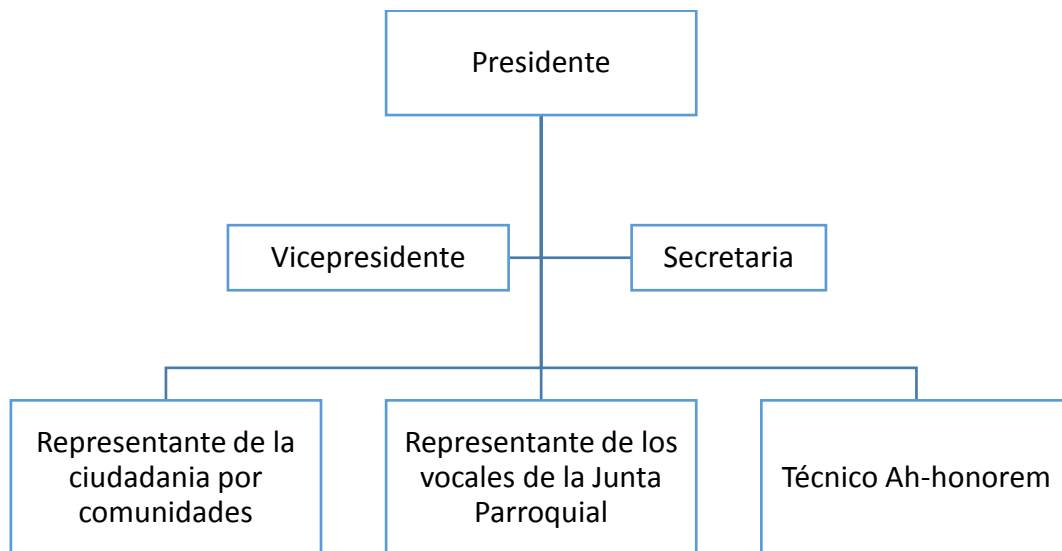 Presidente
Vicepresidente
Secretaria
Representante de la
ciudadania por
comunidades
Representante de los
vocales de la Junta
Parroquial
Técnico Ah-honorem